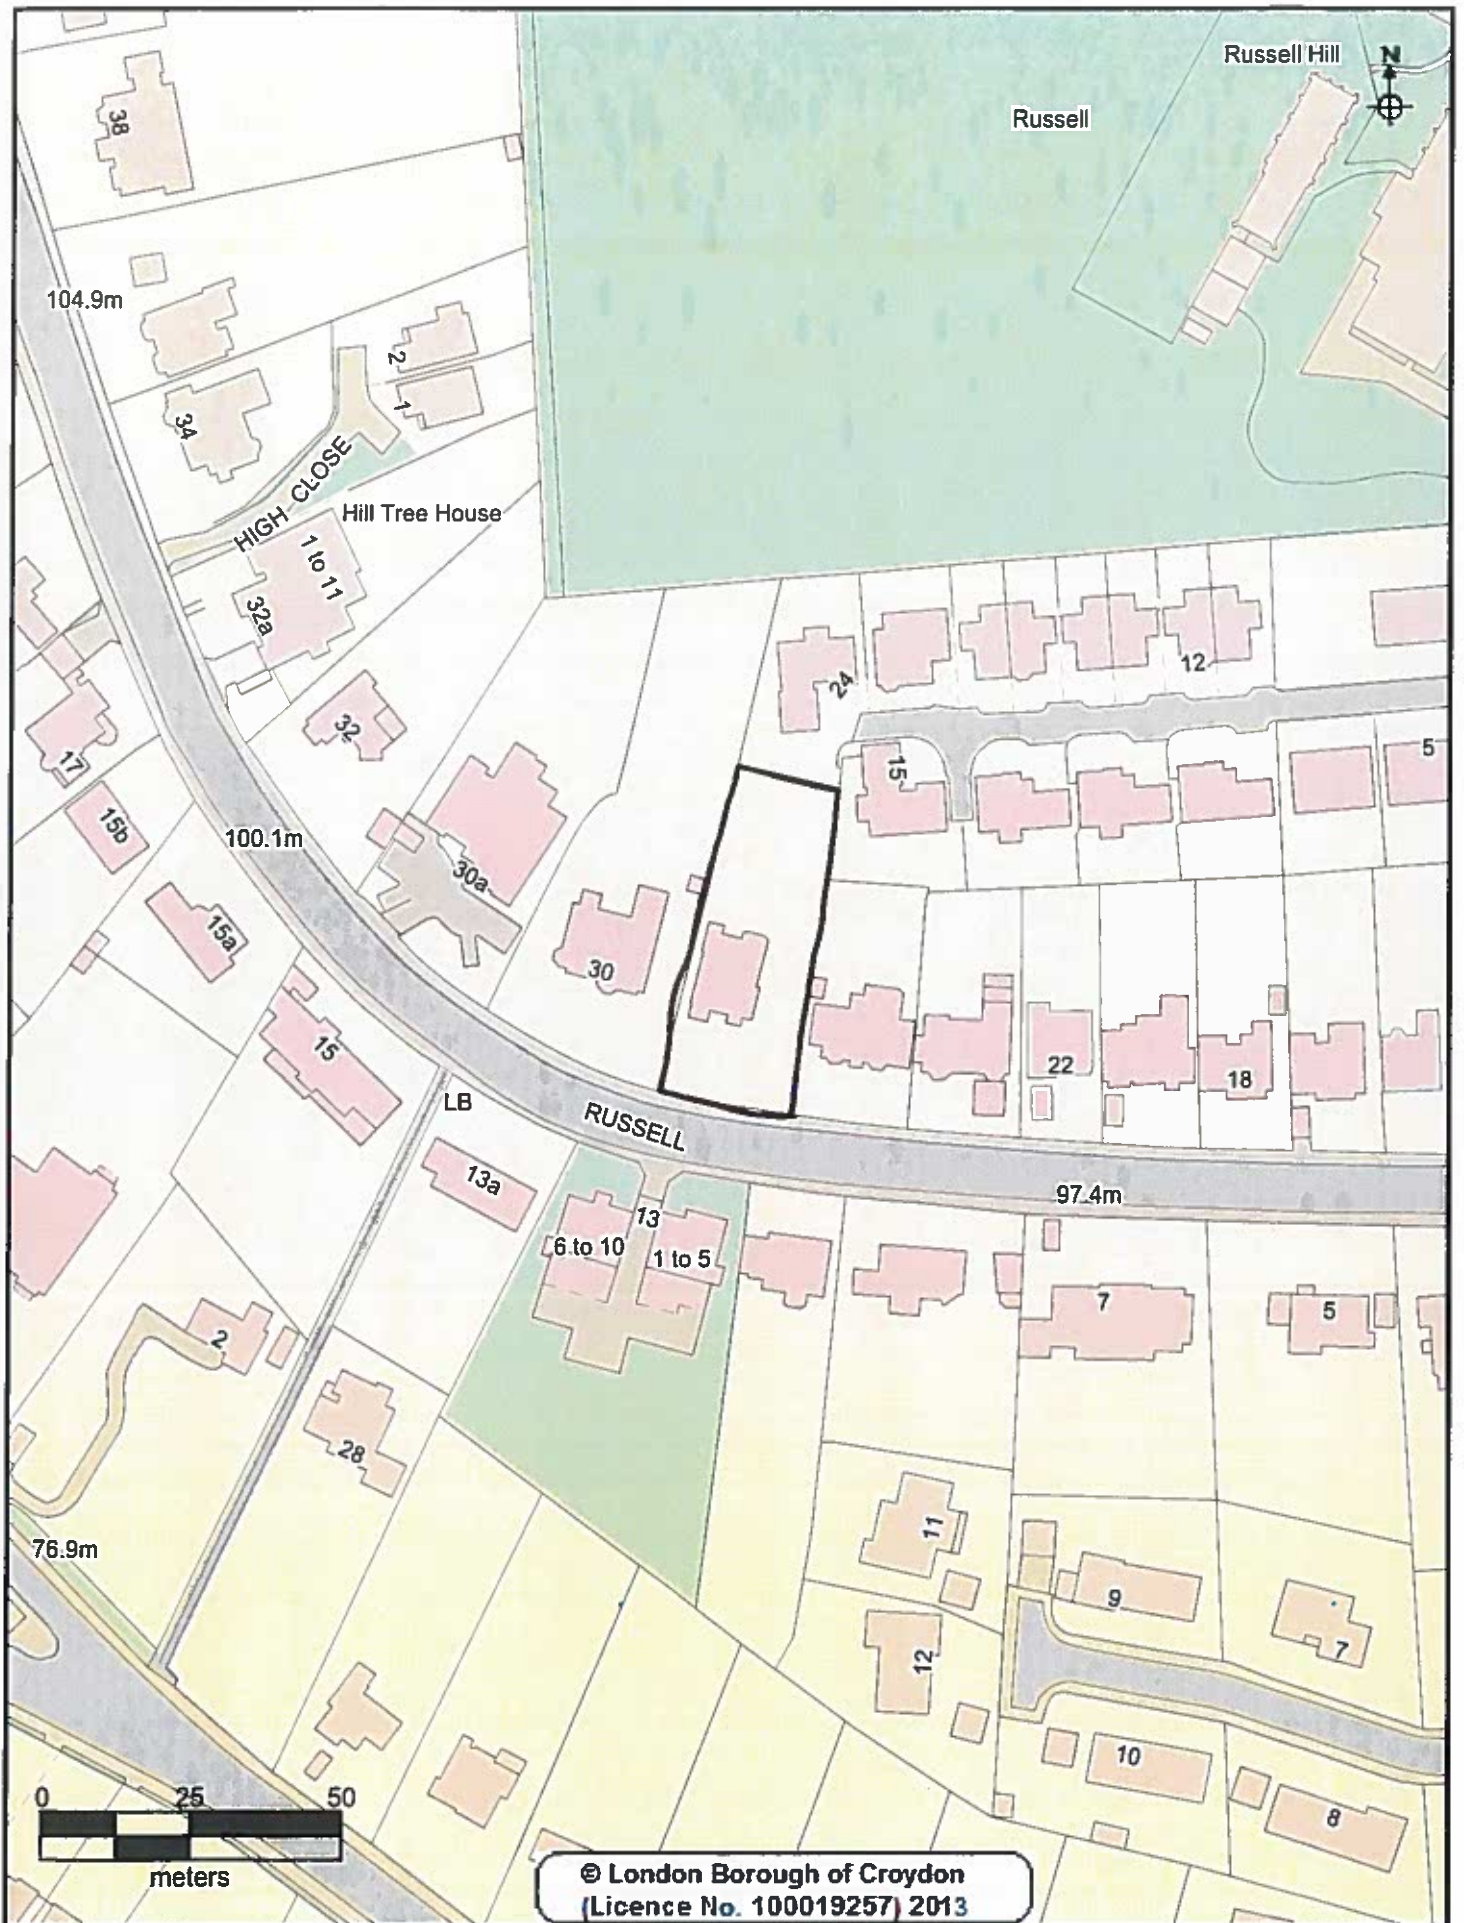 Russell Hill
N
Russell
38
104.9m
2
1
34
HIGH CLOSE
Hill Tree House
1 to 11
32a
32
24
12
17
15
5
15b
100.1m
30a
15a
30
15
22
18
LB
RUSSELL
13a
97.4m
13
6 to 10
1 to 5
7
5
2
28
11
76.9m
9
7
12
10
8
0 25 50
meters
© London Borough of Croydon
(Licence No. 100019257) 2013